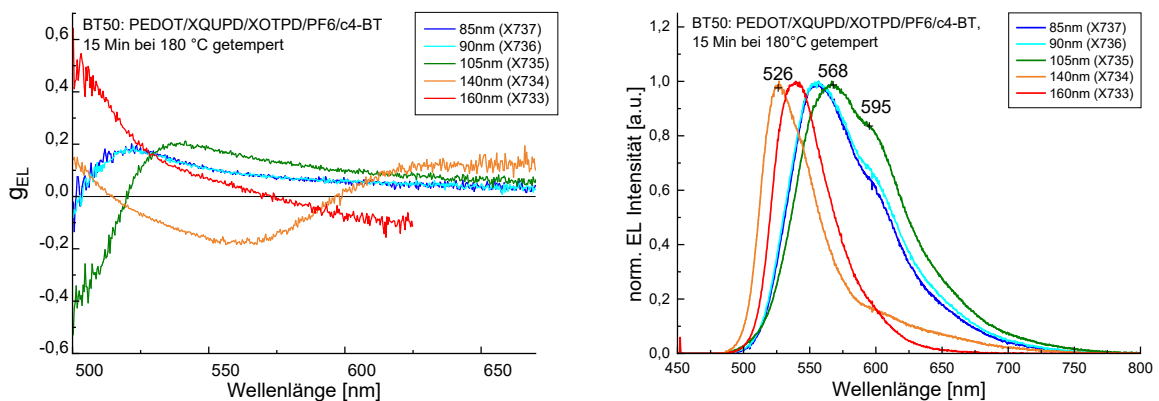 BT50: PEDOT/XQUPD/XOTPD/PF6/c4-BT
15 Min bei 180 °C getempert
85nm (X737)
90nm (X736)
105nm (X735)
140nm (X734)
160nm (X733)
0,6
0,4
0,2
0,0
-0,2
-0,4
-0,6
gEL
500
550
600
650
Wellenlänge [nm]
BT50: PEDOT/XQUPD/XOTPD/PF6/c4-BT,
15 Min bei 180°C getempert
85nm (X737)
90nm (X736)
105nm (X735)
140nm (X734)
160nm (X733)
526
568
595
1,0
0,8
0,6
0,4
0,2
0,0
norm. EL Intensität [a.u.]
450
500
550
600
650
700
750
800
Wellenlänge [nm]